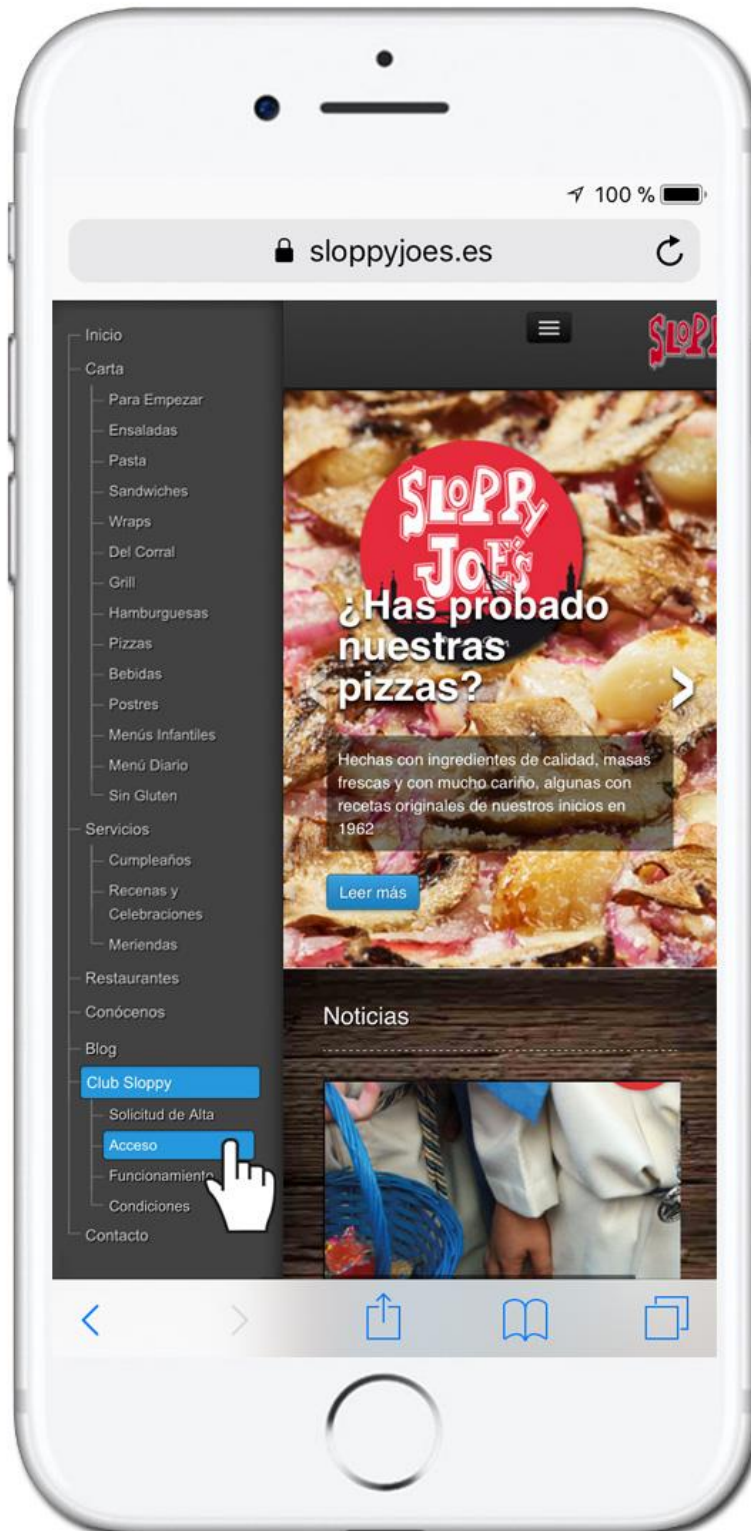 100 %
sloppyjoes.es
Inicio
Carta
Para Empezar
Ensaladas
Pasta
Sandwiches
Wraps
Del Corral
Grill
Hamburguesas
Pizzas
Bebidas
Postres
Menús Infantiles
Menú Diario
Sin Gluten
Servicios
Cumpleaños
Recenas y
Celebraciones
Meriendas
Restaurantes
Conócenos
Blog
Club Sloppy
Solicitud de Alta
Acceso
Funcionamiento
Condiciones
Contacto
SLOPP
SLOPPY
JOE'S
¿Has probado
nuestras
pizzas?
Hechas con ingredientes de calidad, masas
frescas y con mucho cariño, algunas con
recetas originales de nuestros inicios en
1962
Leer más
Noticias